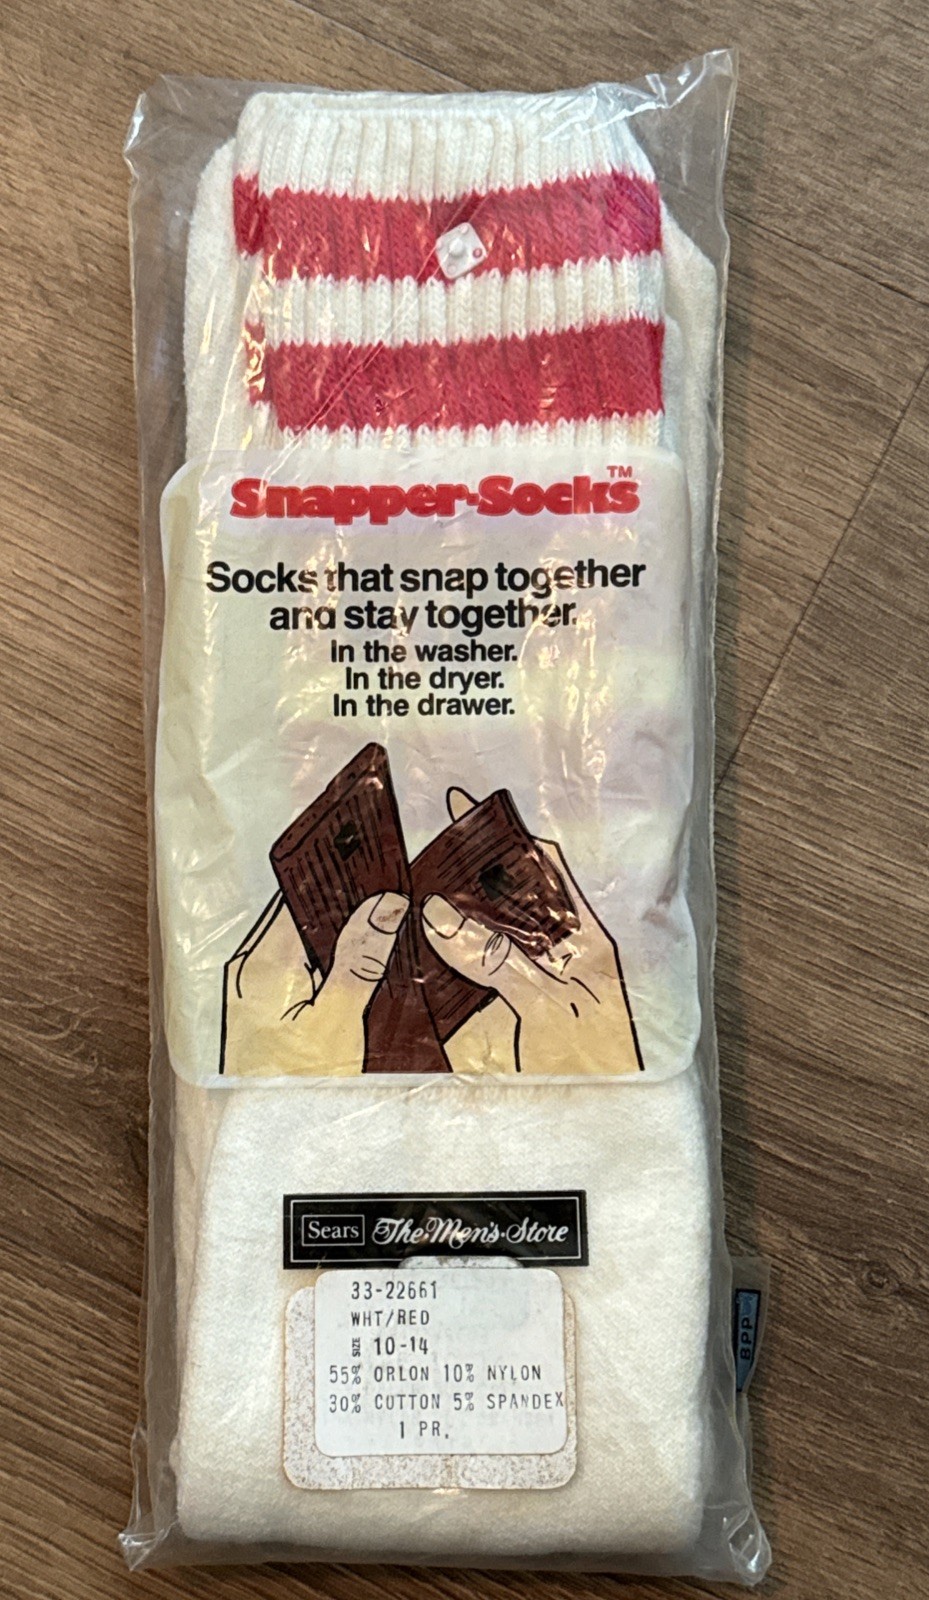 Snapper-Socks™
Socks that snap together
and stay together.
In the washer.
In the dryer.
In the drawer.
Sears The Men's Store
33-22661
WHT/RED
SIZE 10-14
55% ORLON 10% NYLON
30% COTTON 5% SPANDEX
1 PR.
8PP